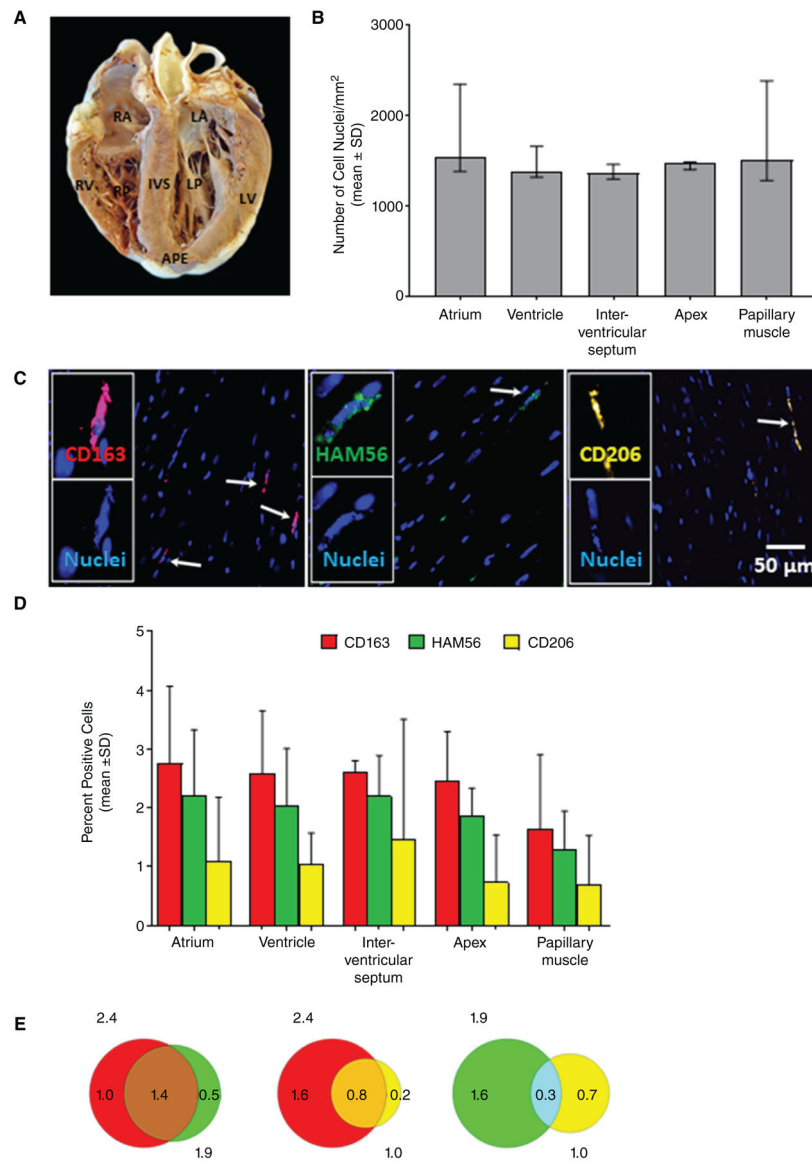 A
RA
LA
RV
RP
IVS
LP
LV
APE
B
Number of Cell Nuclei/mm²
(mean ± SD)
3000
2000
1000
0
Atrium
Ventricle
Inter-
ventricular
septum
Apex
Papillary
muscle
C
CD163
Nuclei
HAM56
Nuclei
CD206
Nuclei
50 µm
D
Percent Positive Cells
(mean ±SD)
5
4
3
2
1
0
CD163 HAM56 CD206
Atrium
Ventricle
Inter-
ventricular
septum
Apex
Papillary
muscle
E
2.4
1.0 1.4 0.5
1.9
2.4
1.6 0.8 0.2
1.0
1.9
1.6 0.3 0.7
1.0